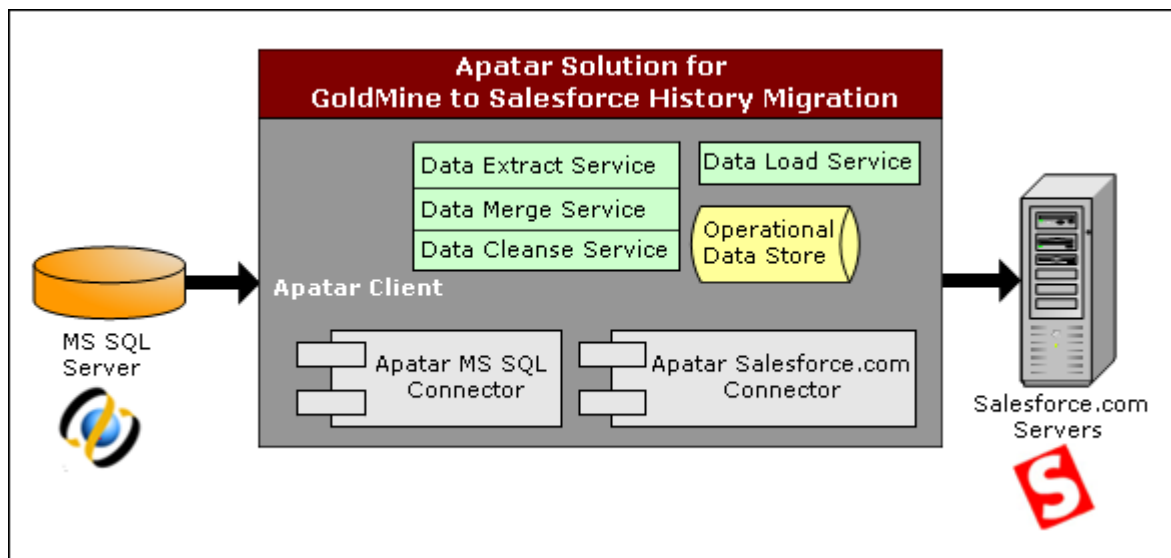 Apatar Solution for
GoldMine to Salesforce History Migration
Data Extract Service
Data Merge Service
Data Cleanse Service
Data Load Service
Operational
Data Store
Apatar Client
MS SQL
Server
Apatar MS SQL
Connector
Apatar Salesforce.com
Connector
Salesforce.com
Servers
S